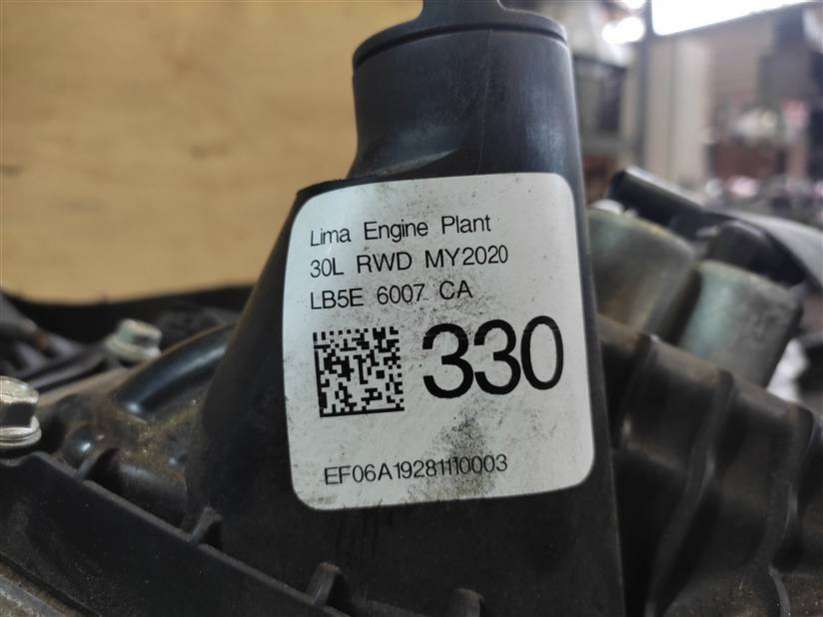 Lima Engine Plant
30L RWD MY2020
LB5E 6007 CA
330
EF06A19281110003